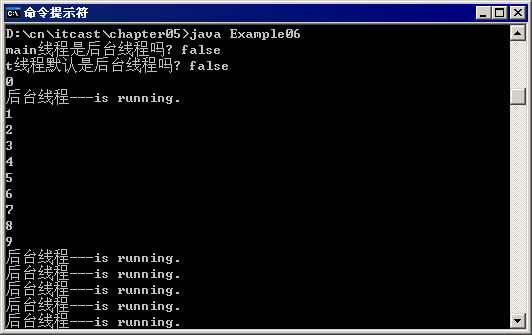 命令提示符
D:\cn\itcast\chapter05>java Example06
main线程是后台线程吗? false
t线程默认是后台线程吗? false
0
后台线程---is running.
1
2
3
4
5
6
7
8
9
后台线程---is running.
后台线程---is running.
后台线程---is running.
后台线程---is running.
后台线程---is running.